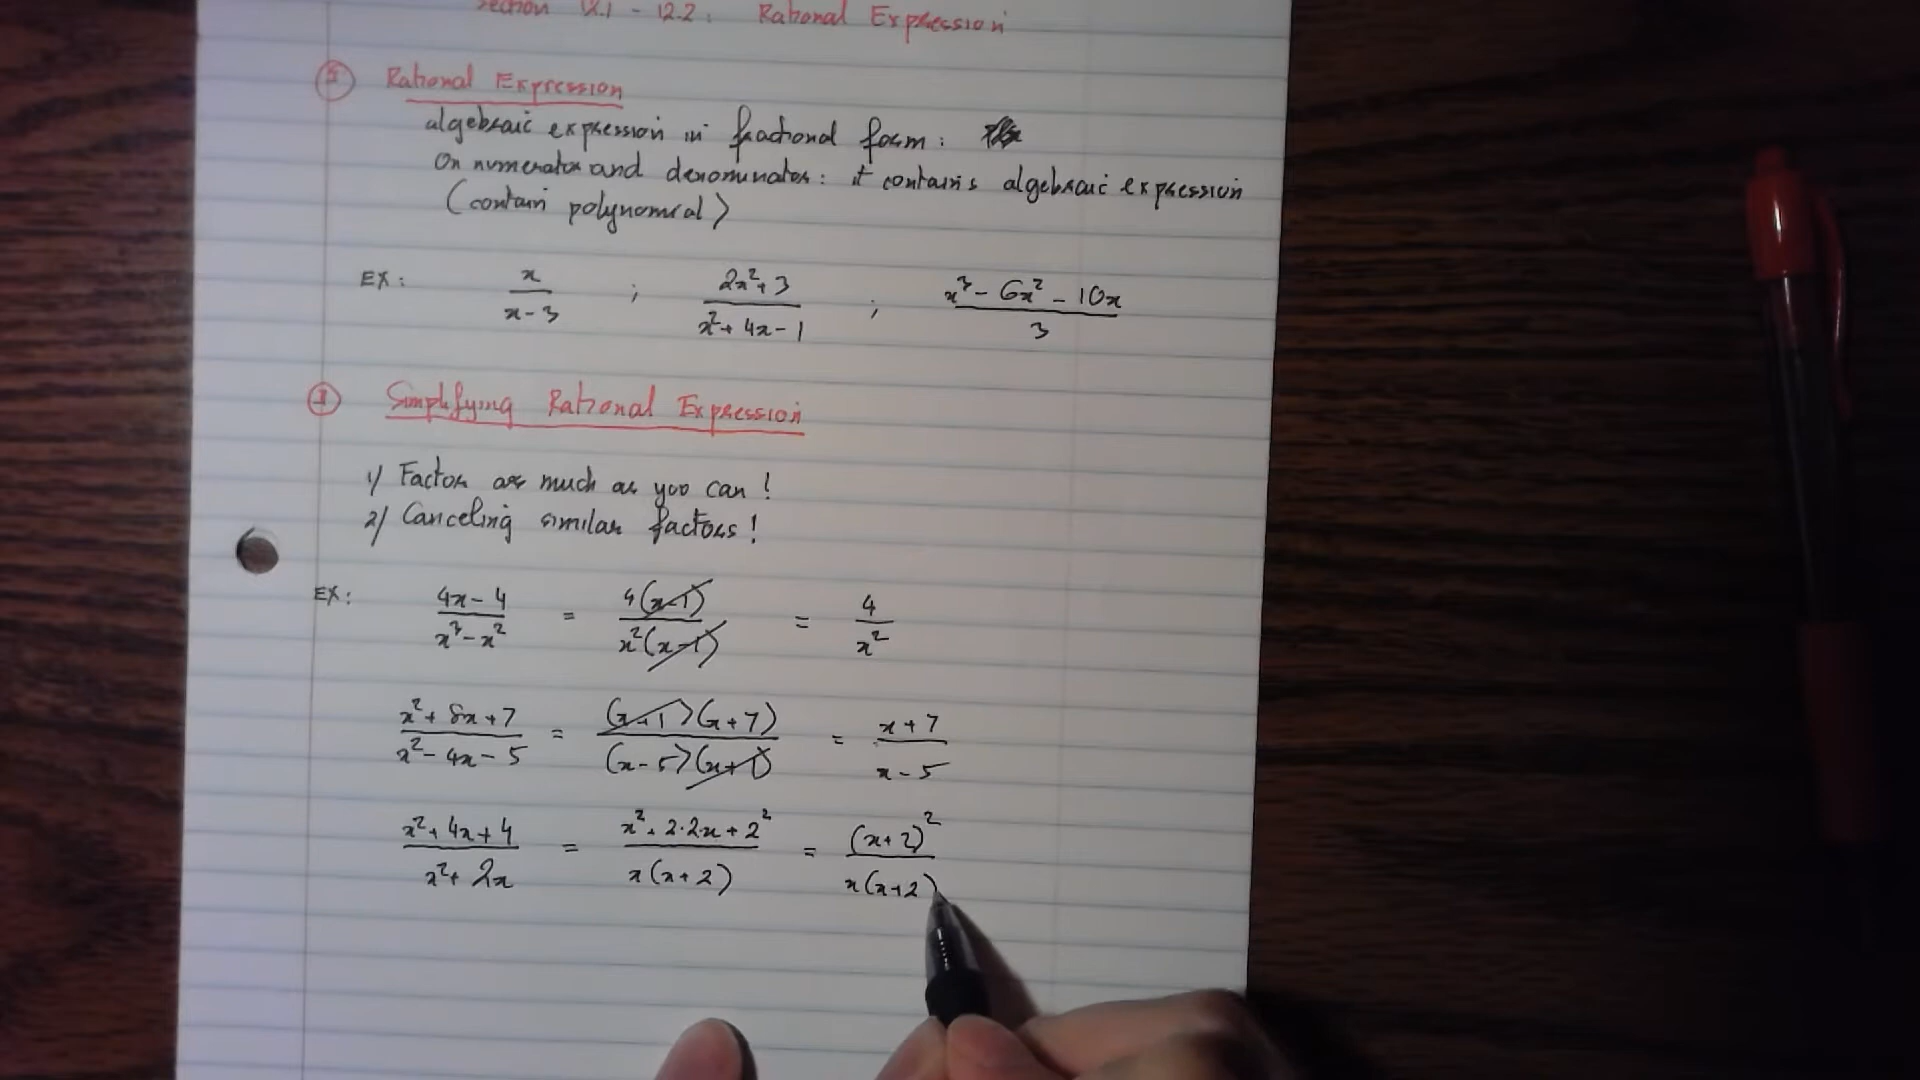 Section 12.1 - 12.2: Rational Expression
Rational Expression
algebraic expression in fractional form:
On numerator and denominator: it contains algebraic expression
(contain polynomial)
EX: x/(x-3) ; (2x²+3)/(x²+4x-1) ; (x³-6x²-10x)/3
Simplifying Rational Expression
1) Factor as much as you can!
2) Canceling similar factors!
EX: (4x-4)/(x³-x²) = 4(x-1)/(x²(x-1)) = 4/x²
(x²+8x+7)/(x²-4x-5) = (x+1)(x+7)/((x-5)(x+1)) = (x+7)/(x-5)
(x²+4x+4)/(x²+2x) = (x²+2·2x+2²)/(x(x+2)) = (x+2)²/(x(x+2))